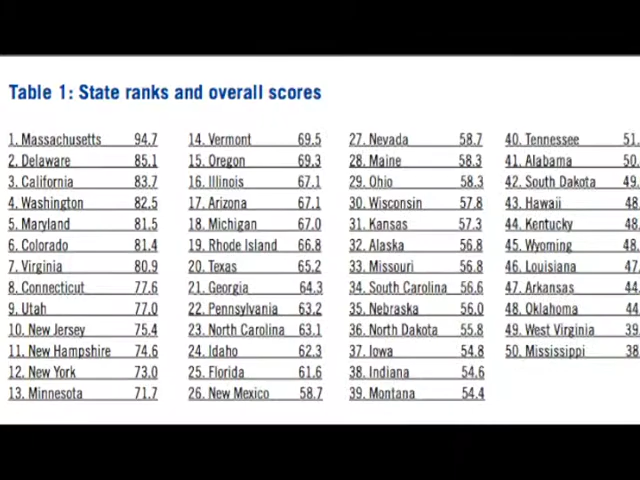 Table 1: State ranks and overall scores
1. Massachusetts 94.7
2. Delaware 85.1
3. California 83.7
4. Washington 82.5
5. Maryland 81.5
6. Colorado 81.4
7. Virginia 80.9
8. Connecticut 77.6
9. Utah 77.0
10. New Jersey 75.4
11. New Hampshire 74.6
12. New York 73.0
13. Minnesota 71.7
14. Vermont 69.5
15. Oregon 69.3
16. Illinois 67.1
17. Arizona 67.1
18. Michigan 67.0
19. Rhode Island 66.8
20. Texas 65.2
21. Georgia 64.3
22. Pennsylvania 63.2
23. North Carolina 63.1
24. Idaho 62.3
25. Florida 61.6
26. New Mexico 58.7
27. Nevada 58.7
28. Maine 58.3
29. Ohio 58.3
30. Wisconsin 57.8
31. Kansas 57.3
32. Alaska 56.8
33. Missouri 56.8
34. South Carolina 56.6
35. Nebraska 56.0
36. North Dakota 55.8
37. Iowa 54.8
38. Indiana 54.6
39. Montana 54.4
40. Tennessee 51.
41. Alabama 50.
42. South Dakota 49.
43. Hawaii 48.
44. Kentucky 48.
45. Wyoming 48.
46. Louisiana 47.
47. Arkansas 44.
48. Oklahoma 44
49. West Virginia 39.
50. Mississippi 38.